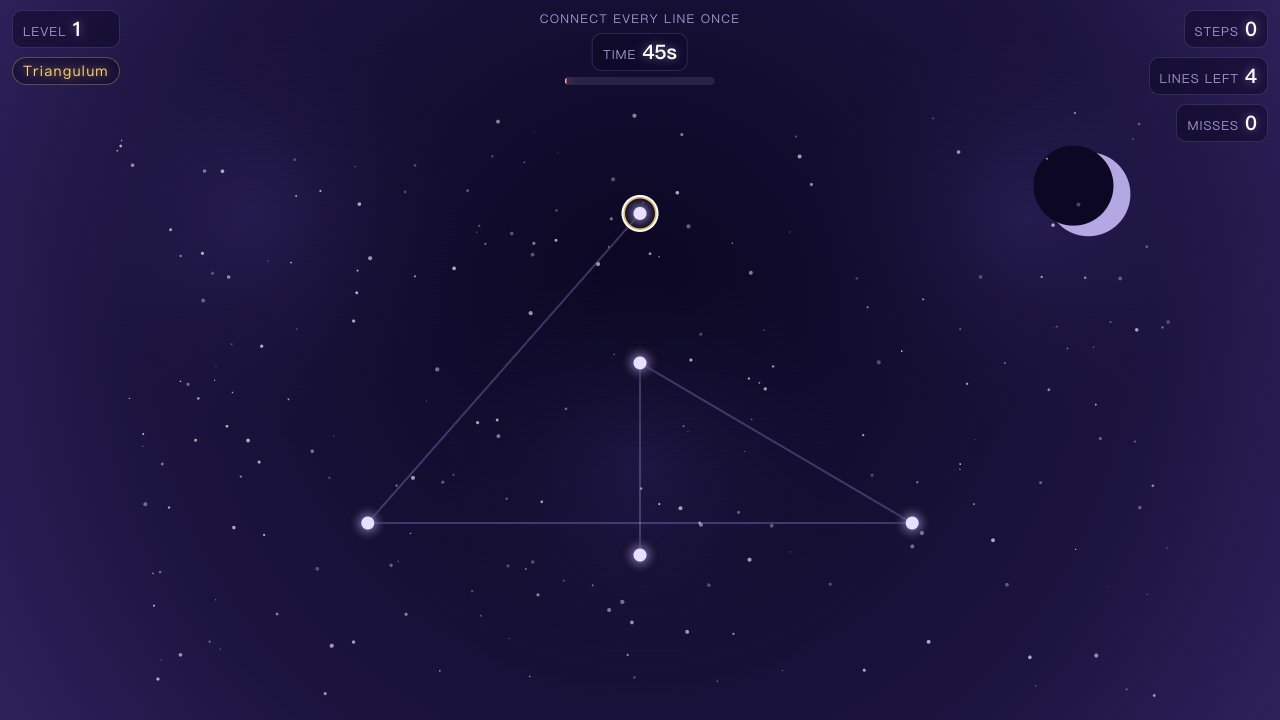 LEVEL 1
Triangulum
CONNECT EVERY LINE ONCE
TIME 45s
STEPS 0
LINES LEFT 4
MISSES 0